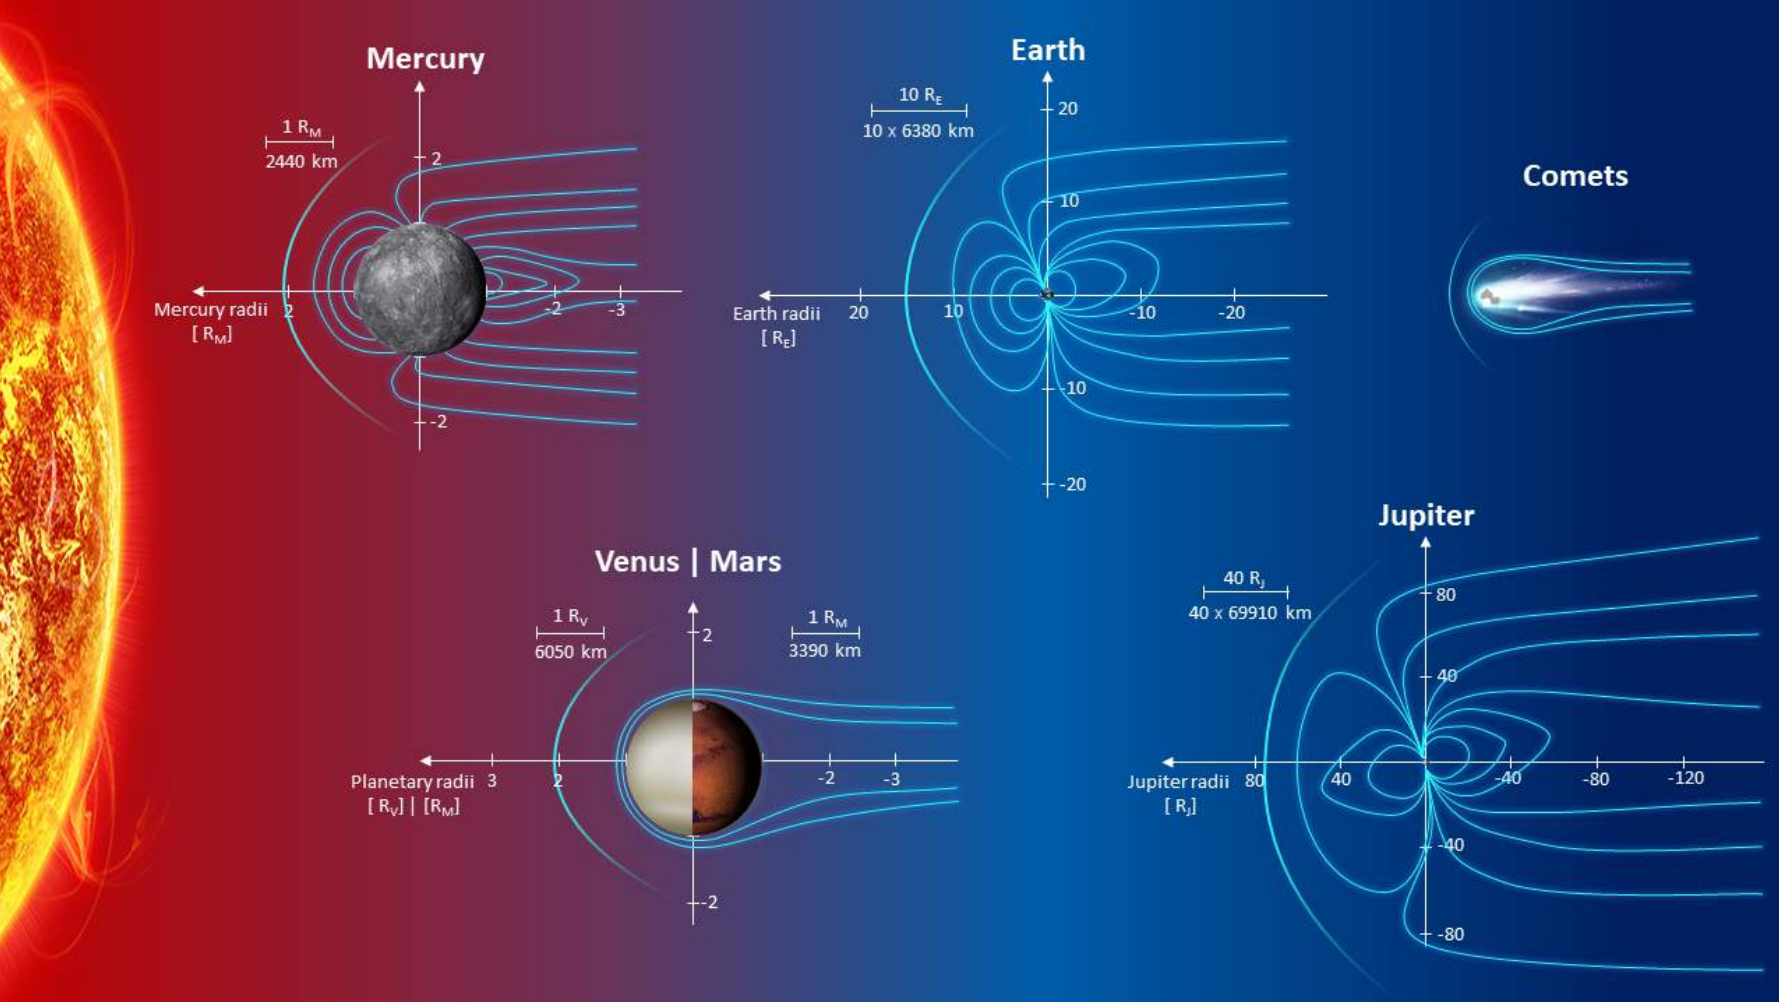 Mercury
1 R_M
2440 km
2
Mercury radii
[ R_M]
2
-2
-3
-2
Earth
10 R_E
10 x 6380 km
20
10
Earth radii
[ R_E]
20
10
-10
-20
-10
-20
Comets
Venus | Mars
1 R_V
6050 km
1 R_M
3390 km
2
Planetary radii
[ R_V] | [R_M]
3
2
-2
-3
-2
Jupiter
40 R_J
40 x 69910 km
80
40
Jupiter radii
[ R_J]
80
40
-40
-80
-120
-40
-80